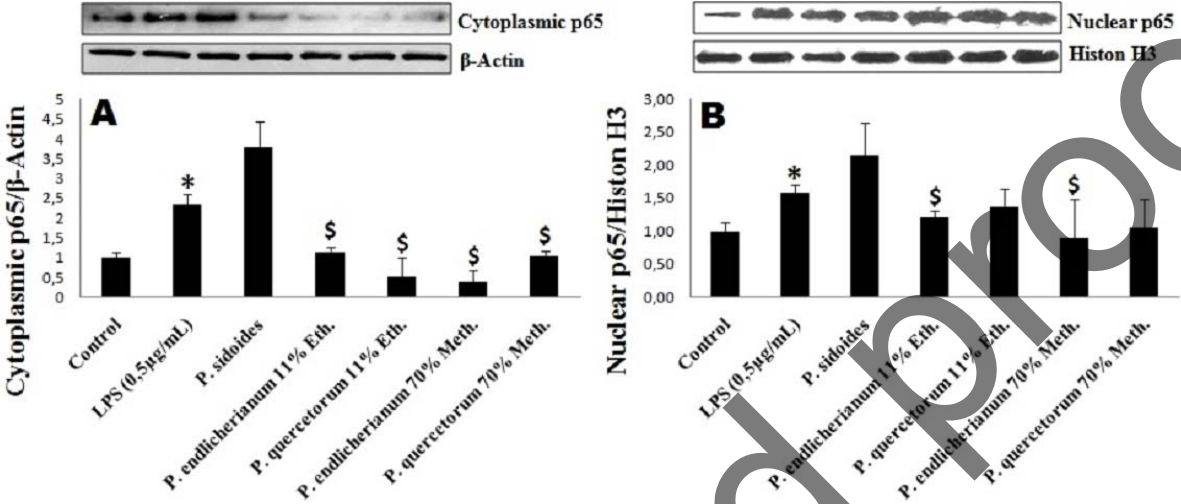 Cytoplasmic p65
β-Actin
A
Cytoplasmic p65/β-Actin
5
4,5
4
3,5
3
2,5
2
1,5
1
0,5
0
*
$
$
$
$
Control
LPS (0,5µg/mL)
P. sidoides
P. endlicherianum 11% Eth.
P. quercetorum 11% Eth.
P. endlicherianum 70% Meth.
P. quercetorum 70% Meth.
Nuclear p65
Histon H3
B
Nuclear p65/Histon H3
3,00
2,50
2,00
1,50
1,00
0,50
0,00
*
$
$
Control
LPS (0,5µg/mL)
P. sidoides
P. endlicherianum 11% Eth.
P. quercetorum 11% Eth.
P. endlicherianum 70% Meth.
P. quercetorum 70% Meth.
d proo